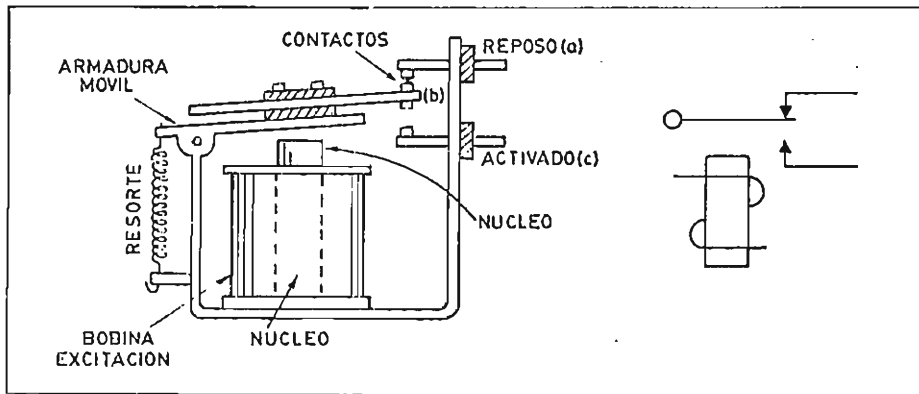 CONTACTOS
REPOSO (a)
ARMADURA
MOVIL
(b)
ACTIVADO (c)
RESORTE
NUCLEO
BOBINA
EXCITACION
NUCLEO